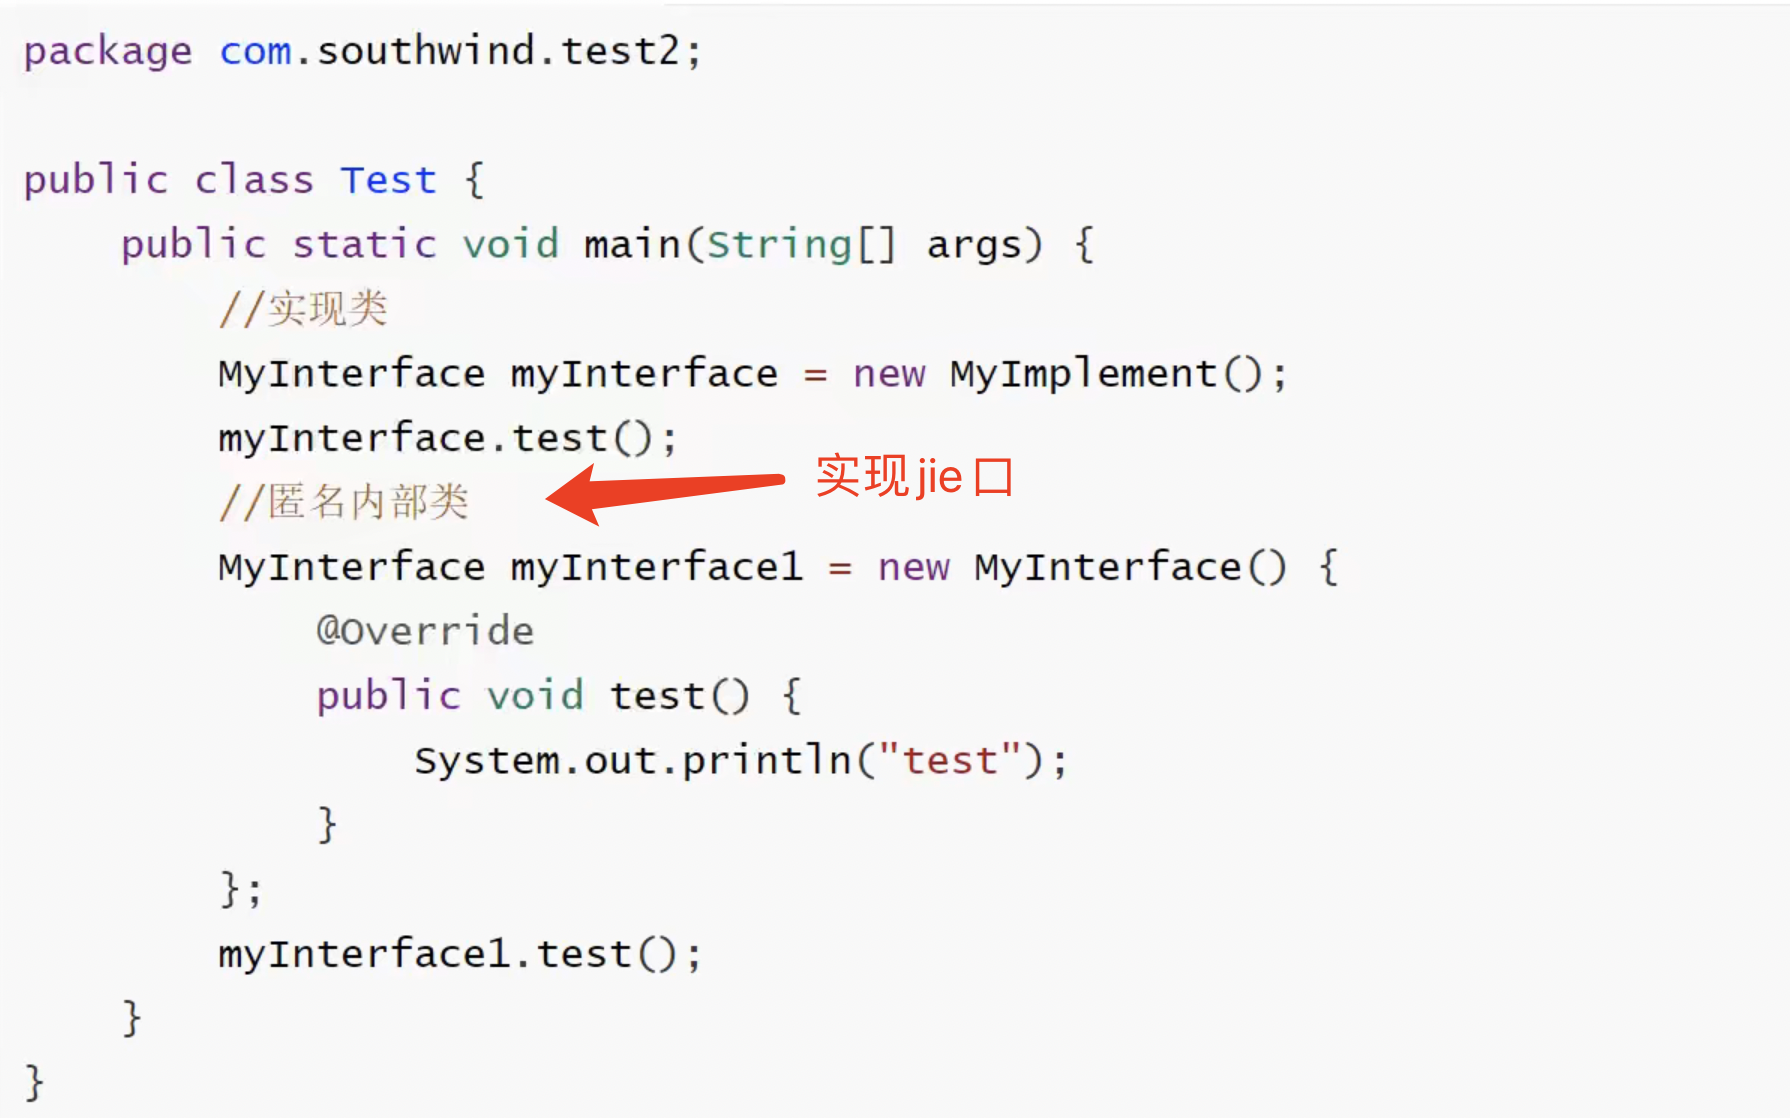 package com.southwind.test2;
public class Test {
public static void main(String[] args) {
//实现类
MyInterface myInterface = new MyImplement();
myInterface.test();
实现jie口
//匿名内部类
MyInterface myInterface1 = new MyInterface() {
@Override
public void test() {
System.out.println("test");
}
};
myInterface1.test();
}
}